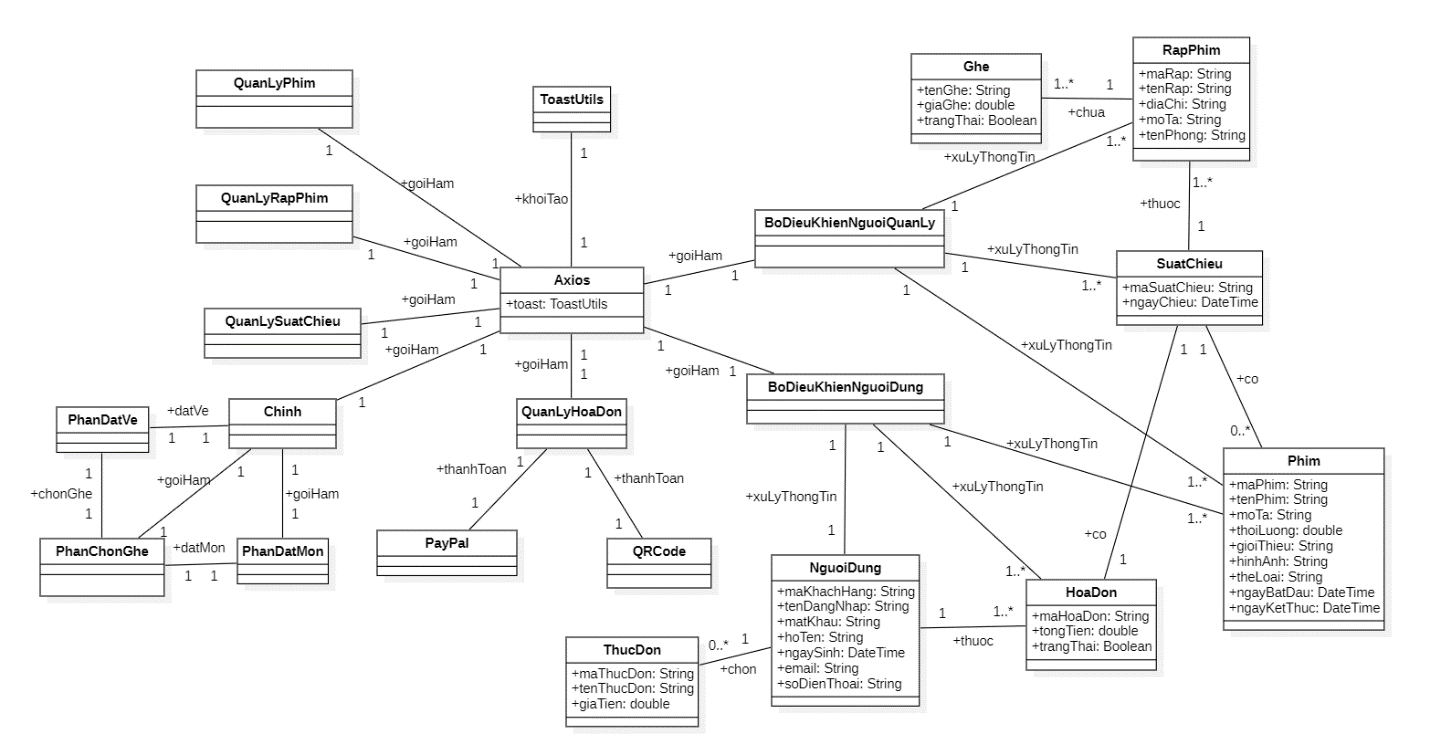 RapPhim
+maRap: String
+tenRap: String
+diaChi: String
+moTa: String
+tenPhong: String
Ghe
+tenGhe: String
+giaGhe: double
+trangThai: Boolean
1..*
1
+chua
QuanLyPhim
1
+goiHam
ToastUtils
1
+khoiTao
1
+xuLyThongTin
1..*
1
1..*
+thuoc
1
QuanLyRapPhim
+goiHam
1
1
1
BoDieuKhienNguoiQuanLy
+goiHam
1
1
+xuLyThongTin
1
1..*
1
+xuLyThongTin
1..*
SuatChieu
+maSuatChieu: String
+ngayChieu: DateTime
Axios
+toast: ToastUtils
QuanLySuatChieu
+goiHam
1
1
+goiHam
1
1
+goiHam
1
1
1
+goiHam
1
BoDieuKhienNguoiDung
1
1
+co
0..*
PhanDatVe
+datVe
1
1
Chinh
QuanLyHoaDon
1
+chonGhe
1
+goiHam
1
1
1
+goiHam
1
+thanhToan
1
1
1
+thanhToan
1
1
+xuLyThongTin
1
1
+xuLyThongTin
1..*
1
+xuLyThongTin
1..*
Phim
+maPhim: String
+tenPhim: String
+moTa: String
+thoiLuong: double
+gioiThieu: String
+hinhAnh: String
+theLoai: String
+ngayBatDau: DateTime
+ngayKetThuc: DateTime
PhanChonGhe
+datMon
1
1
PhanDatMon
PayPal
QRCode
+co
1
NguoiDung
+maKhachHang: String
+tenDangNhap: String
+matKhau: String
+hoTen: String
+ngaySinh: DateTime
+email: String
+soDienThoai: String
HoaDon
+maHoaDon: String
+tongTien: double
+trangThai: Boolean
1
1..*
+thuoc
ThucDon
+maThucDon: String
+tenThucDon: String
+giaTien: double
0..*
1
+chon